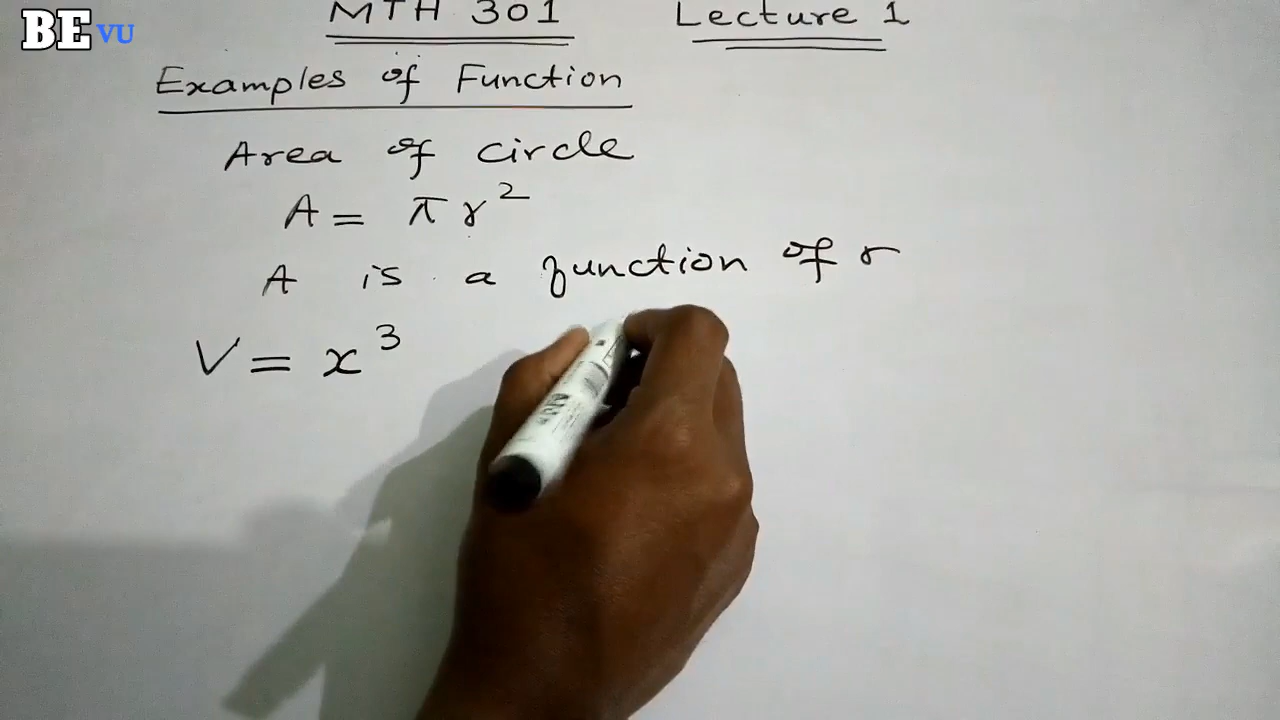 BE VU
MTH 301 Lecture 1
Examples of Function
Area of circle
A = πr²
A is a function of r
V = x³